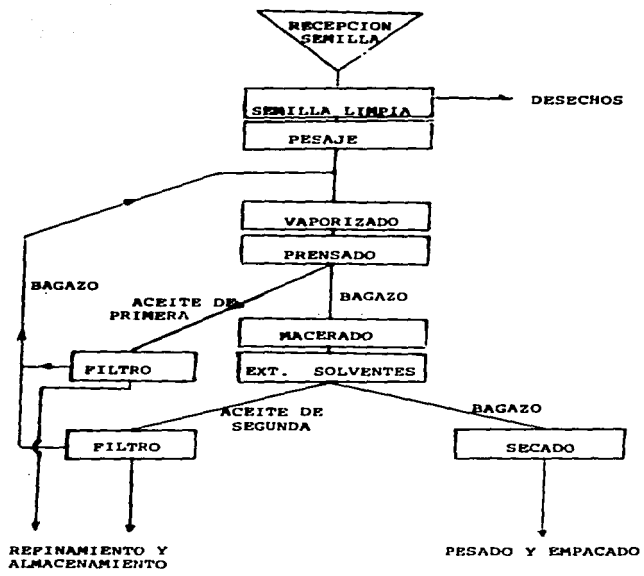 RECEPCION
SEMILLA
SEMILLA LIMPIA
DESECHOS
PESAJE
VAPORIZADO
PRENSADO
BAGAZO
ACEITE DE
PRIMERA
BAGAZO
MACERADO
FILTRO
EXT. SOLVENTES
ACEITE DE
SEGUNDA
BAGAZO
FILTRO
SECADO
REFINAMIENTO Y
ALMACENAMIENTO
PESADO Y EMPACADO